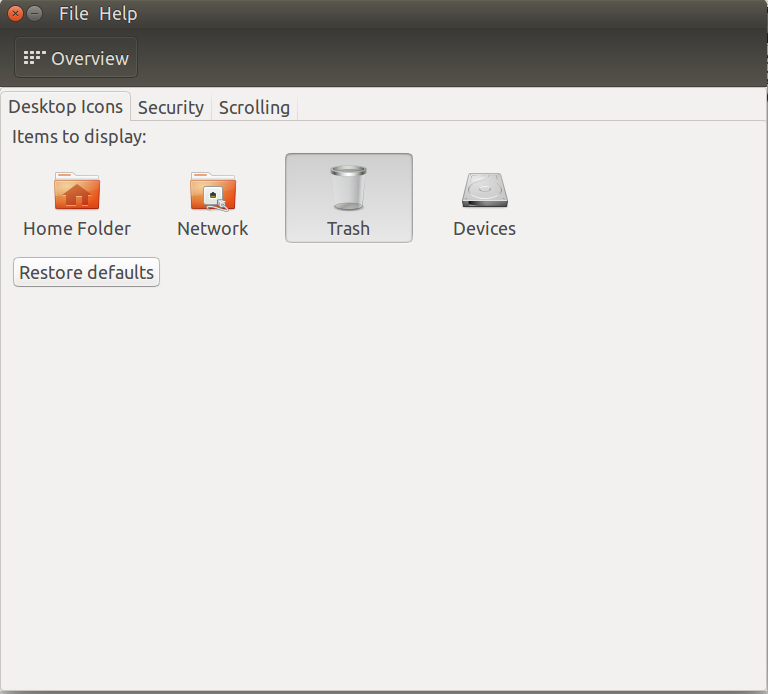 File Help
Overview
Desktop Icons Security Scrolling
Items to display:
Home Folder Network Trash Devices
Restore defaults